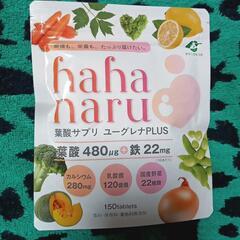 愛情も、栄養も、たっぷり届けたい。
haha
naru
葉酸サプリ ユーグレナPLUS
葉酸 480μg + 鉄 22mg
カルシウム
280mg
乳酸菌
120億個
国産野菜
22種類
150tablets